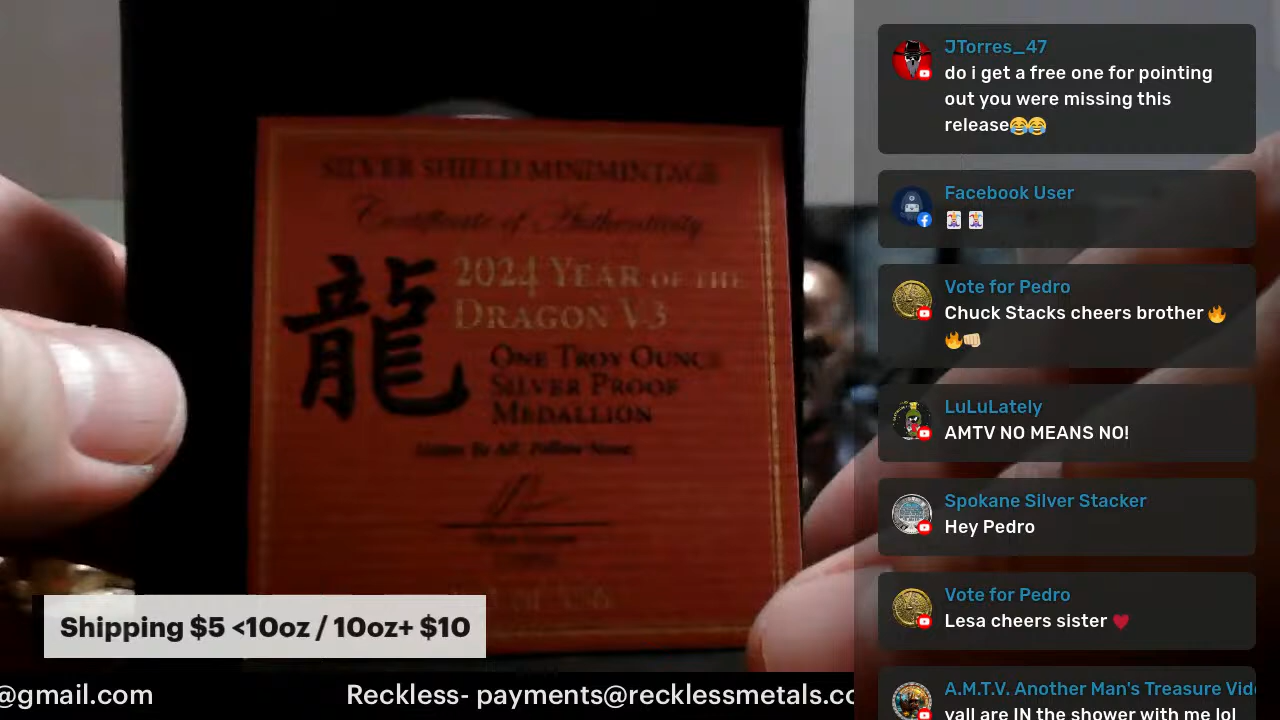 SILVER SHIELD MINIMINTAGE
Certificate of Authenticity
龍
2024 YEAR OF THE
DRAGON V.3
ONE TROY OUNCE
SILVER PROOF
MEDALLION
Shipping $5 <10oz / 10oz+ $10
@gmail.com
Reckless- payments@recklessmetals.co
JTorres_47
do i get a free one for pointing
out you were missing this
release😂😂
Facebook User
🃏 🃏
Vote for Pedro
Chuck Stacks cheers brother 🔥
🔥👊🏼
LuLuLately
AMTV NO MEANS NO!
Spokane Silver Stacker
Hey Pedro
Vote for Pedro
Lesa cheers sister ♥️
A.M.T.V. Another Man's Treasure Vid
yall are IN the shower with me lol